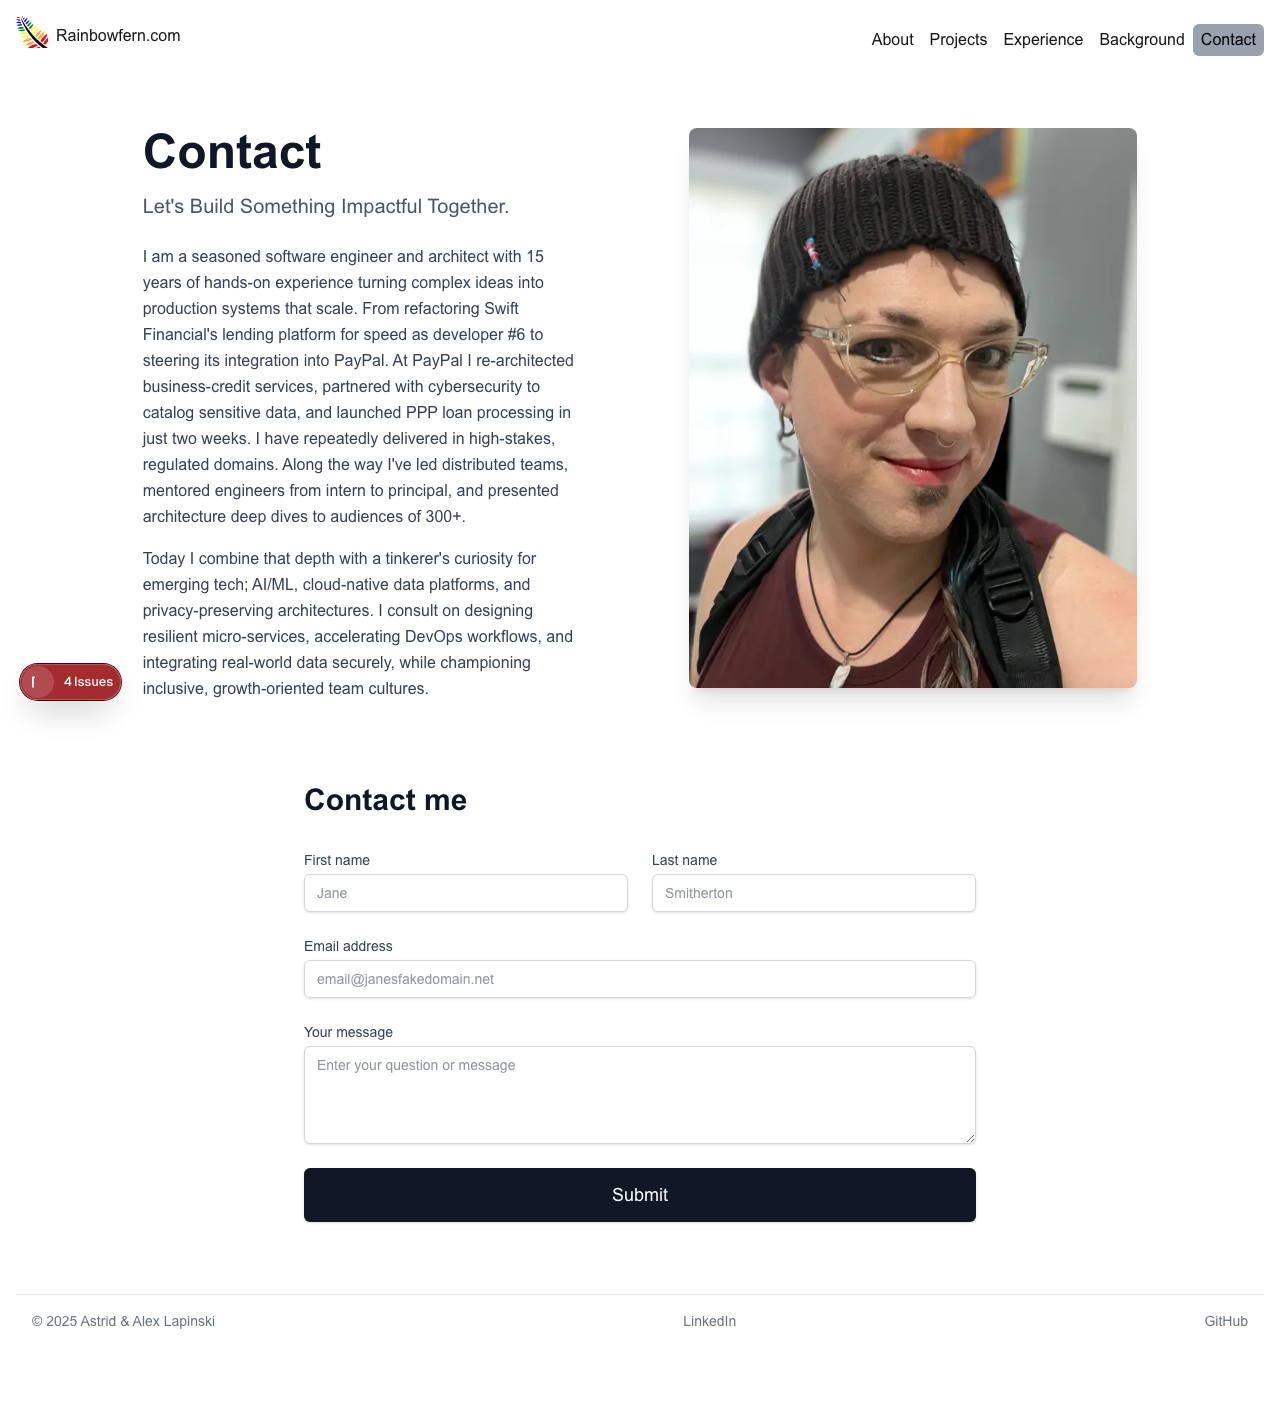 Rainbowfern.com
About Projects Experience Background Contact
Contact
Let's Build Something Impactful Together.
I am a seasoned software engineer and architect with 15
years of hands-on experience turning complex ideas into
production systems that scale. From refactoring Swift
Financial's lending platform for speed as developer #6 to
steering its integration into PayPal. At PayPal I re-architected
business-credit services, partnered with cybersecurity to
catalog sensitive data, and launched PPP loan processing in
just two weeks. I have repeatedly delivered in high-stakes,
regulated domains. Along the way I've led distributed teams,
mentored engineers from intern to principal, and presented
architecture deep dives to audiences of 300+.
Today I combine that depth with a tinkerer's curiosity for
emerging tech; AI/ML, cloud-native data platforms, and
privacy-preserving architectures. I consult on designing
resilient micro-services, accelerating DevOps workflows, and
integrating real-world data securely, while championing
inclusive, growth-oriented team cultures.
4 Issues
Contact me
First name
Last name
Jane
Smitherton
Email address
email@janesfakedomain.net
Your message
Enter your question or message
Submit
© 2025 Astrid & Alex Lapinski
LinkedIn
GitHub